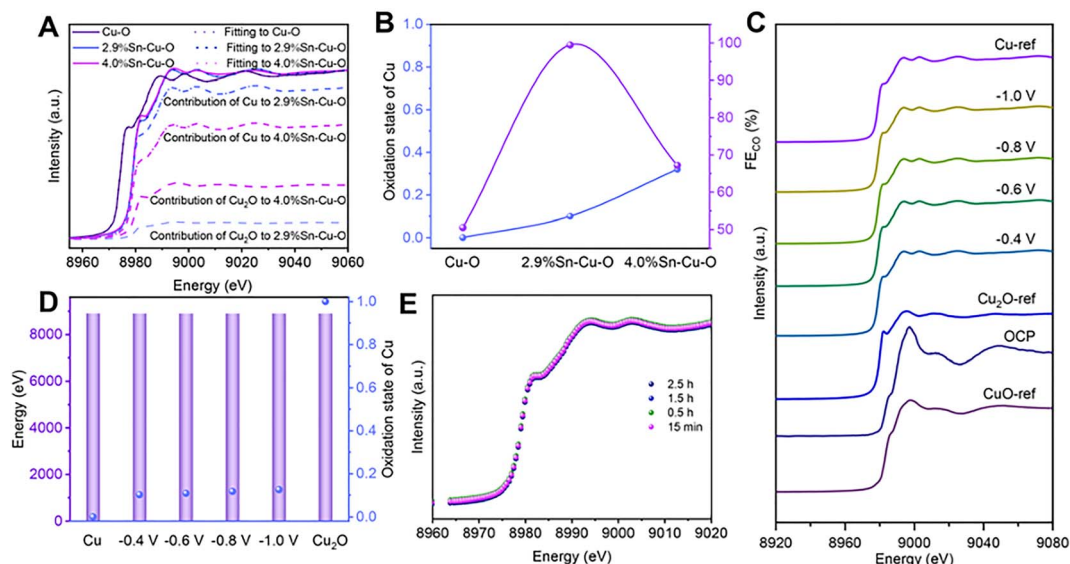 A
Cu-O
2.9%Sn-Cu-O
4.0%Sn-Cu-O
Fitting to Cu-O
Fitting to 2.9%Sn-Cu-O
Fitting to 4.0%Sn-Cu-O
Contribution of Cu to 2.9%Sn-Cu-O
Contribution of Cu to 4.0%Sn-Cu-O
Contribution of Cu₂O to 4.0%Sn-Cu-O
Contribution of Cu₂O to 2.9%Sn-Cu-O
Intensity (a.u.)
8960 8980 9000 9020 9040 9060
Energy (eV)
B
Oxidation state of Cu
1.0
0.8
0.6
0.4
0.2
0.0
100
90
80
70
60
50
FE_CO (%)
Cu-O 2.9%Sn-Cu-O 4.0%Sn-Cu-O
C
Cu-ref
-1.0 V
-0.8 V
-0.6 V
-0.4 V
Cu₂O-ref
OCP
CuO-ref
Intensity (a.u.)
8920 8960 9000 9040 9080
Energy (eV)
D
Energy (eV)
8000
6000
4000
2000
0
1.0
0.8
0.6
0.4
0.2
0.0
Oxidation state of Cu
Cu -0.4 V -0.6 V -0.8 V -1.0 V Cu₂O
E
Intensity (a.u.)
2.5 h
1.5 h
0.5 h
15 min
8960 8970 8980 8990 9000 9010 9020
Energy (eV)